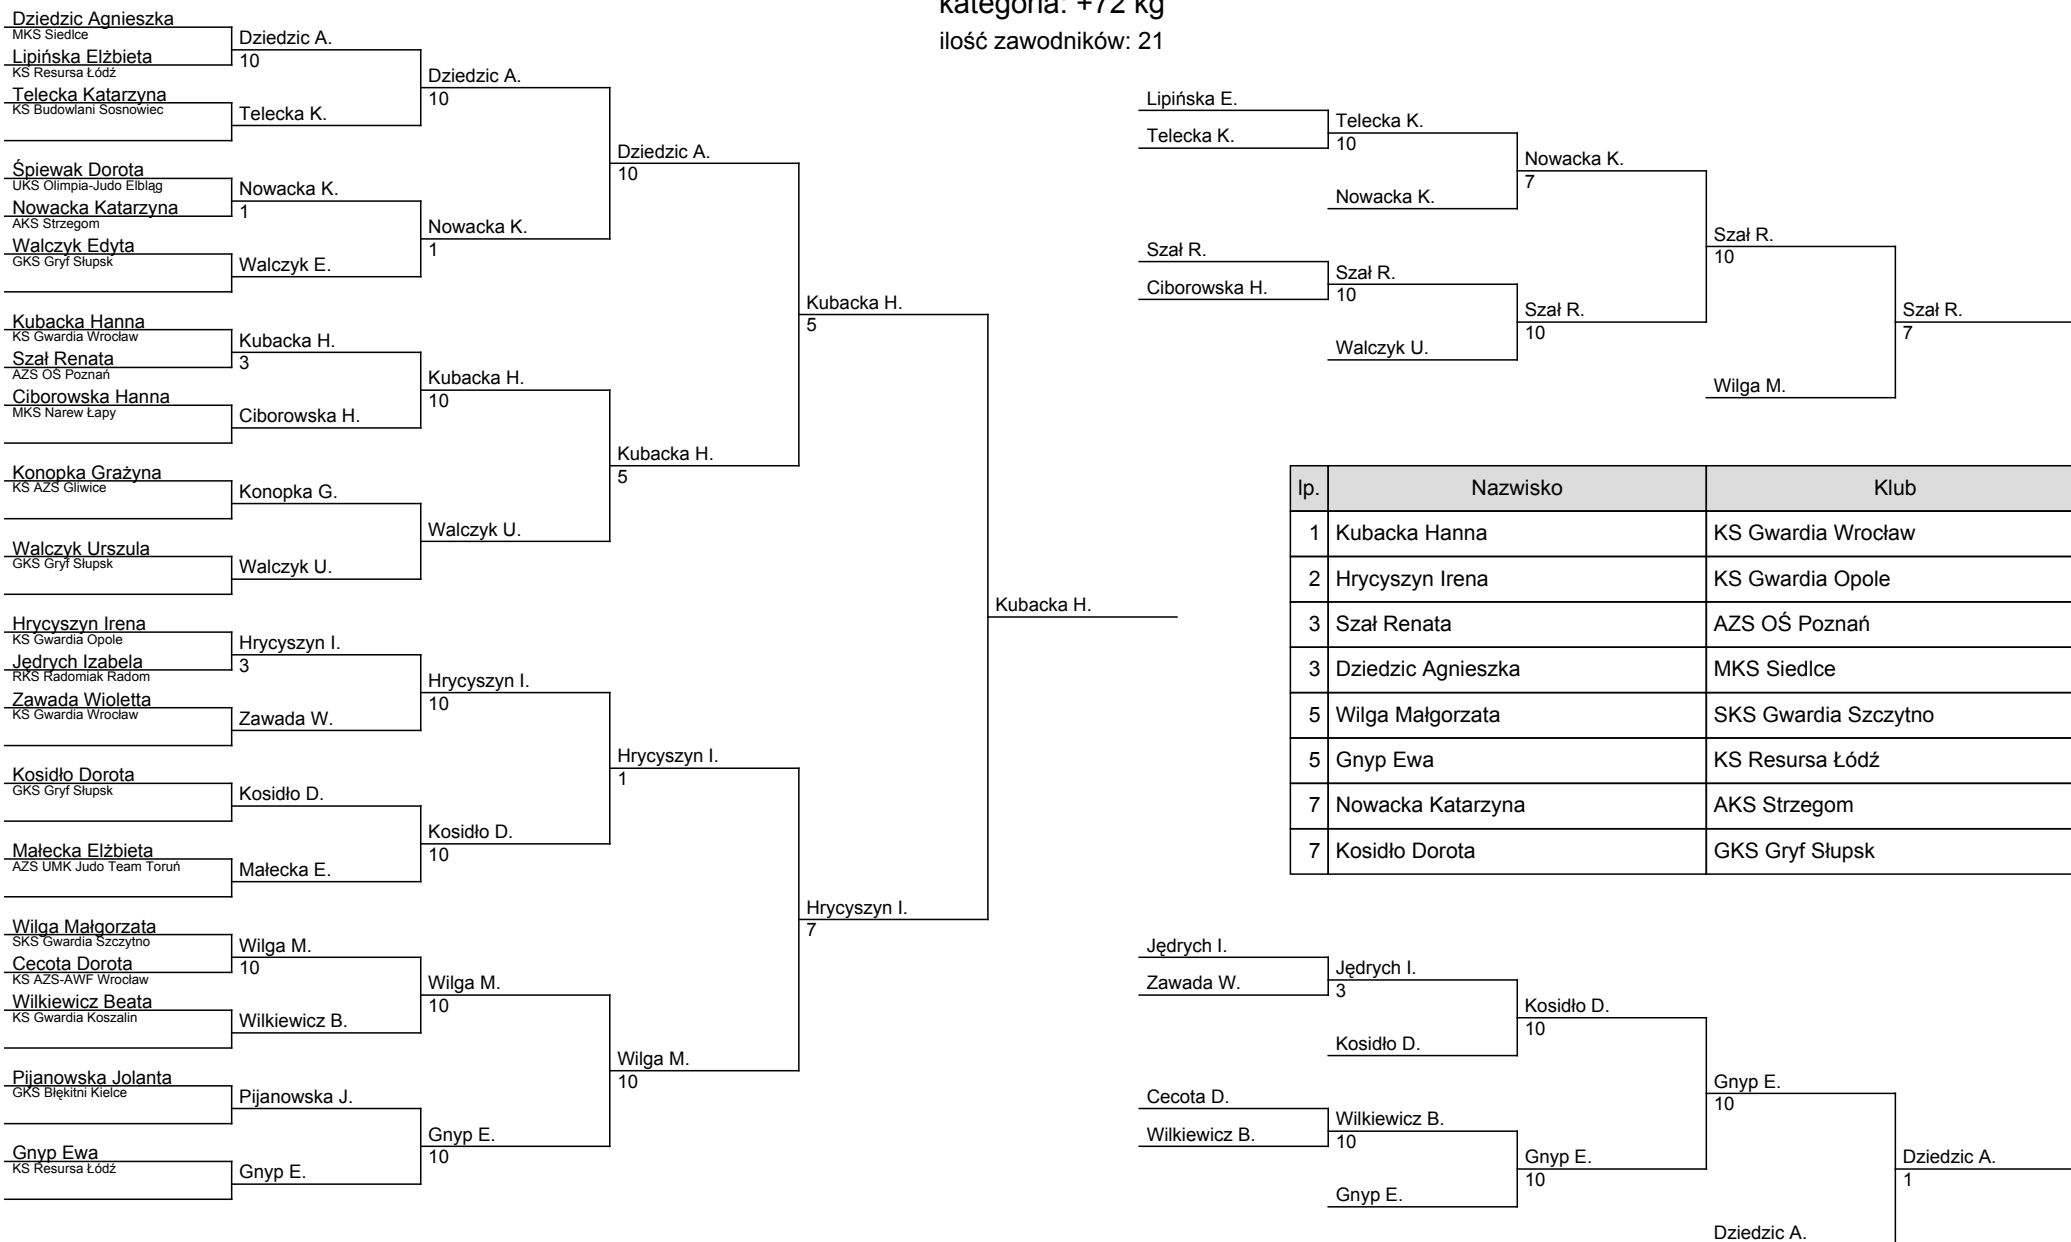 kategoria: +72 kg
ilość zawodników: 21
Dziedzic Agnieszka
MKS Siedlce
Lipińska Elżbieta
KS Resursa Łódź
Telecka Katarzyna
KS Budowlani Sosnowiec
Śpiewak Dorota
UKS Olimpia-Judo Elbląg
Nowacka Katarzyna
AKS Strzegom
Walczyk Edyta
GKS Gryf Słupsk
Kubacka Hanna
KS Gwardia Wrocław
Szał Renata
AZS OŚ Poznań
Ciborowska Hanna
MKS Narew Łapy
Konopka Grażyna
KS AZS Gliwice
Walczyk Urszula
GKS Gryf Słupsk
Hrycyszyn Irena
KS Gwardia Opole
Jędrych Izabela
RKS Radomiak Radom
Zawada Wioletta
KS Gwardia Wrocław
Kosidło Dorota
GKS Gryf Słupsk
Małecka Elżbieta
AZS UMK Judo Team Toruń
Wilga Małgorzata
SKS Gwardia Szczytno
Cecota Dorota
KS AZS-AWF Wrocław
Wilkiewicz Beata
KS Gwardia Koszalin
Pijanowska Jolanta
GKS Błękitni Kielce
Gnyp Ewa
KS Resursa Łódź
Dziedzic A.
10
Telecka K.
Nowacka K.
1
Walczyk E.
Kubacka H.
3
Ciborowska H.
Konopka G.
Walczyk U.
Hrycyszyn I.
3
Zawada W.
Kosidło D.
Małecka E.
Wilga M.
10
Wilkiewicz B.
Pijanowska J.
Gnyp E.
Dziedzic A.
10
Nowacka K.
1
Kubacka H.
10
Walczyk U.
Hrycyszyn I.
10
Kosidło D.
10
Wilga M.
10
Gnyp E.
10
Dziedzic A.
10
Kubacka H.
5
Hrycyszyn I.
1
Wilga M.
10
Kubacka H.
5
Hrycyszyn I.
7
Kubacka H.
Lipińska E.
Telecka K.
Szał R.
Ciborowska H.
Telecka K.
10
Nowacka K.
Szał R.
10
Walczyk U.
Nowacka K.
7
Szał R.
10
Szał R.
10
Wilga M.
Szał R.
7
lp. Nazwisko Klub
1 Kubacka Hanna KS Gwardia Wrocław
2 Hrycyszyn Irena KS Gwardia Opole
3 Szał Renata AZS OŚ Poznań
3 Dziedzic Agnieszka MKS Siedlce
5 Wilga Małgorzata SKS Gwardia Szczytno
5 Gnyp Ewa KS Resursa Łódź
7 Nowacka Katarzyna AKS Strzegom
7 Kosidło Dorota GKS Gryf Słupsk
Jędrych I.
Zawada W.
Cecota D.
Wilkiewicz B.
Jędrych I.
3
Kosidło D.
Wilkiewicz B.
10
Gnyp E.
Kosidło D.
10
Gnyp E.
10
Gnyp E.
10
Dziedzic A.
Dziedzic A.
1